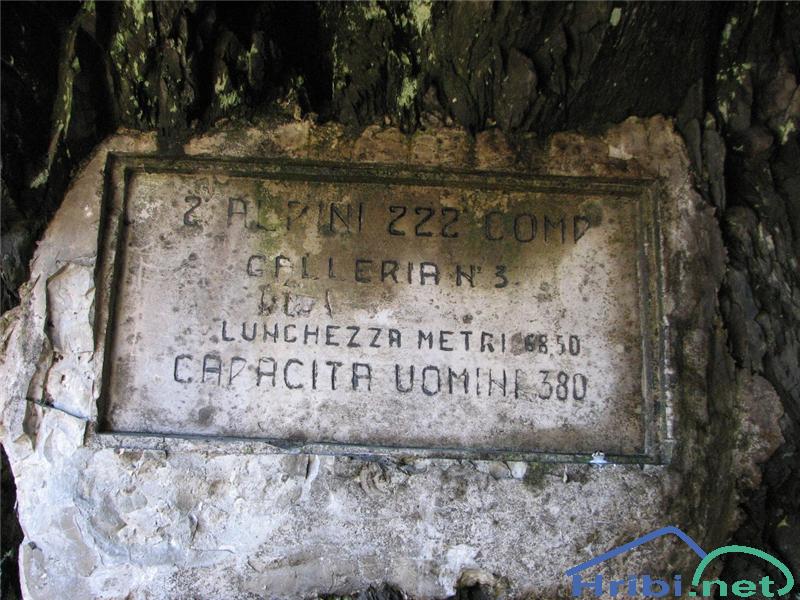 2 ALPINI 222 COMP
GALLERIA N° 3
LUNGHEZZA METRI 68,50
CAPACITA UOMINI 380
Hribi.net